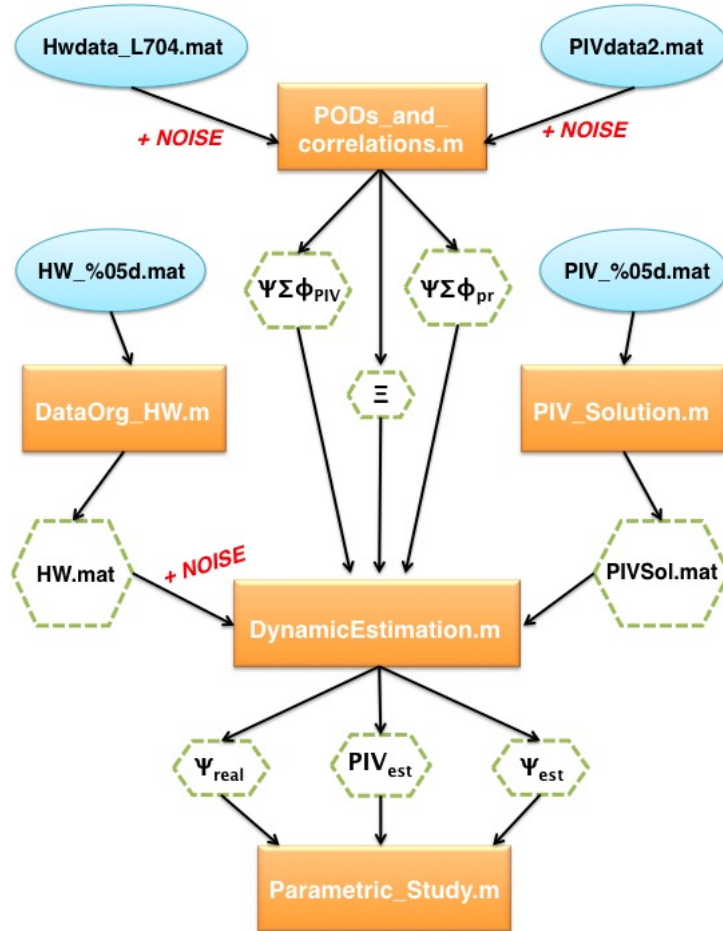 Hwdata_L704.mat
PIVdata2.mat
+ NOISE
PODs_and_
correlations.m
+ NOISE
HW_%05d.mat
ΨΣΦPIV
ΨΣΦpr
PIV_%05d.mat
Ξ
DataOrg_HW.m
PIV_Solution.m
HW.mat
+ NOISE
PIVSol.mat
DynamicEstimation.m
Ψreal
PIVest
Ψest
Parametric_Study.m